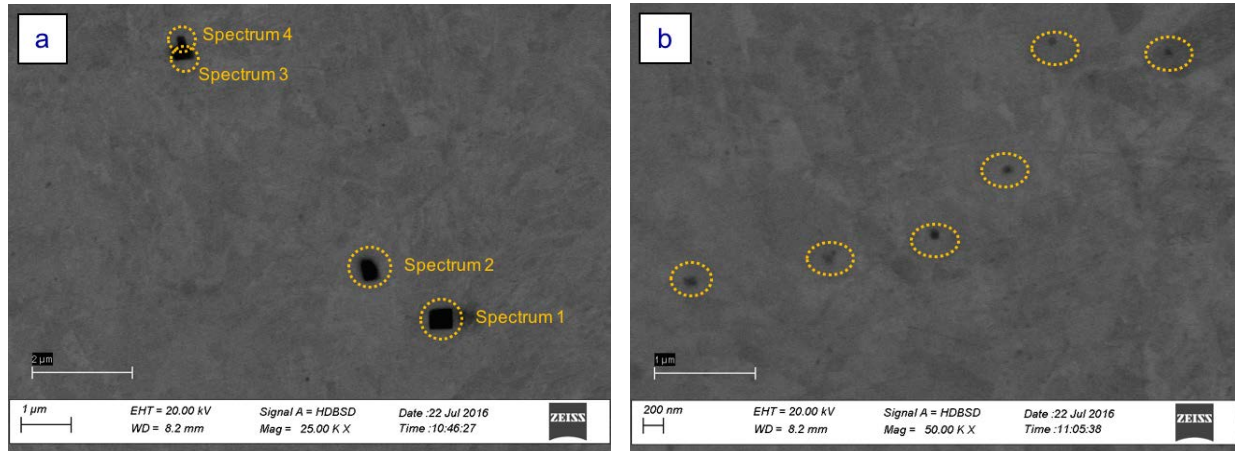 a
Spectrum 4
Spectrum 3
Spectrum 2
Spectrum 1
2 µm
1 µm
EHT = 20.00 kV
Signal A = HDBSD
Date :22 Jul 2016
WD = 8.2 mm
Mag = 25.00 K X
Time :10:46:27
ZEISS
b
1 µm
200 nm
EHT = 20.00 kV
Signal A = HDBSD
Date :22 Jul 2016
WD = 8.2 mm
Mag = 50.00 K X
Time :11:05:38
ZEISS